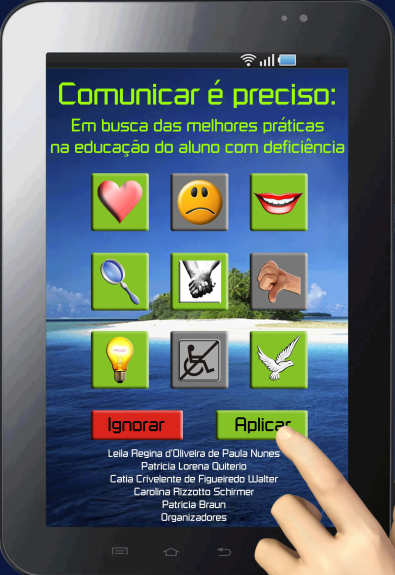 Comunicar é preciso:
Em busca das melhores práticas
na educação do aluno com deficiência
Ignorar
Aplicar
Leila Regina d'Oliveira de Paula Nunes
Patricia Lorena Quiterio
Catia Crivelente de Figueiredo Walter
Carolina Rizzotto Schirmer
Patricia Braun
Organizadores